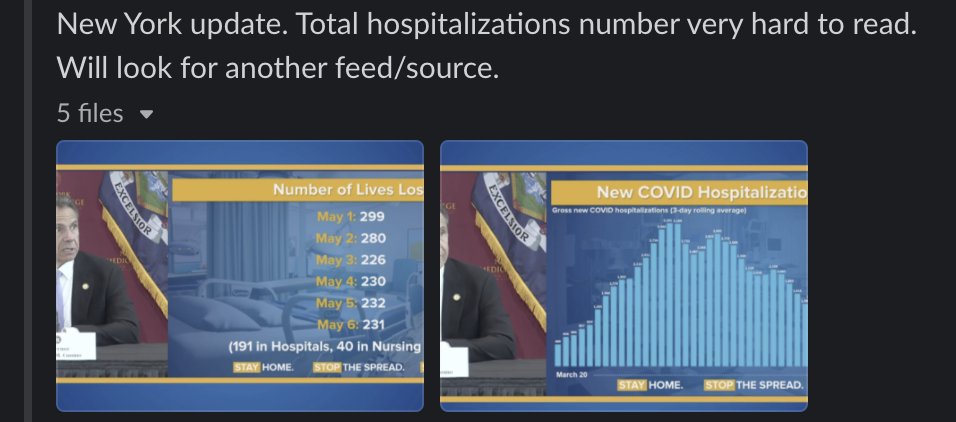 New York update. Total hospitalizations number very hard to read.
Will look for another feed/source.
5 files
EXCELSIOR
Number of Lives Los
May 1: 299
May 2: 280
May 3: 226
May 4: 230
May 5: 232
May 6: 231
(191 in Hospitals, 40 in Nursing
STAY HOME. STOP THE SPREAD.
EXCELSIOR
New COVID Hospitalizatio
Gross new COVID hospitalizations (3-day rolling average)
March 20
STAY HOME. STOP THE SPREAD.